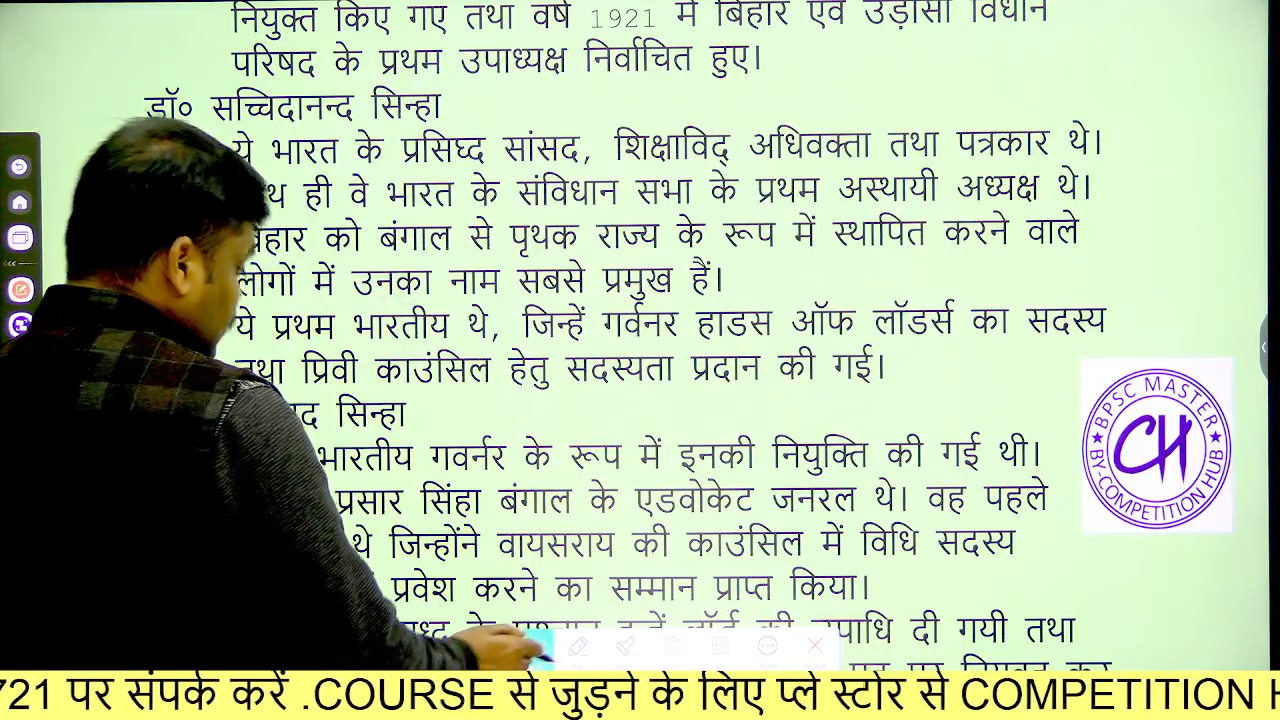 नियुक्त किए गए तथा वर्ष 1921 में बिहार एवं उड़ीसा विधान
परिषद के प्रथम उपाध्यक्ष निर्वाचित हुए।
डॉ० सच्चिदानन्द सिन्हा
ये भारत के प्रसिध्द सांसद, शिक्षाविद् अधिवक्ता तथा पत्रकार थे।
ही वे भारत के संविधान सभा के प्रथम अस्थायी अध्यक्ष थे।
बिहार को बंगाल से पृथक राज्य के रूप में स्थापित करने वाले
लोगों में उनका नाम सबसे प्रमुख हैं।
ये प्रथम भारतीय थे, जिन्हें गर्वनर हाडस ऑफ लॉडर्स का सदस्य
तथा प्रिवी काउंसिल हेतु सदस्यता प्रदान की गई।
सिन्हा
भारतीय गवर्नर के रूप में इनकी नियुक्ति की गई थी।
प्रसार सिंहा बंगाल के एडवोकेट जनरल थे। वह पहले
थे जिन्होंने वायसराय की काउंसिल में विधि सदस्य
प्रवेश करने का सम्मान प्राप्त किया।
उपाधि दी गयी तथा
BPSC MASTER
CH
BY-COMPETITION HUB
721 पर संपर्क करें .COURSE से जुड़ने के लिए प्ले स्टोर से COMPETITION